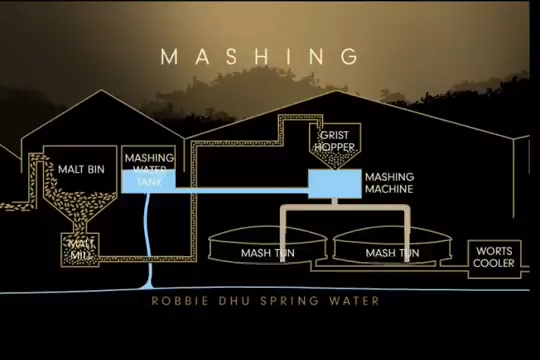 MASHING
GRIST
HOPPER
MALT BIN
MASHING
WATER
TANK
MASHING
MACHINE
MALT
MILL
MASH TUN
MASH TUN
WORTS
COOLER
ROBBIE DHU SPRING WATER